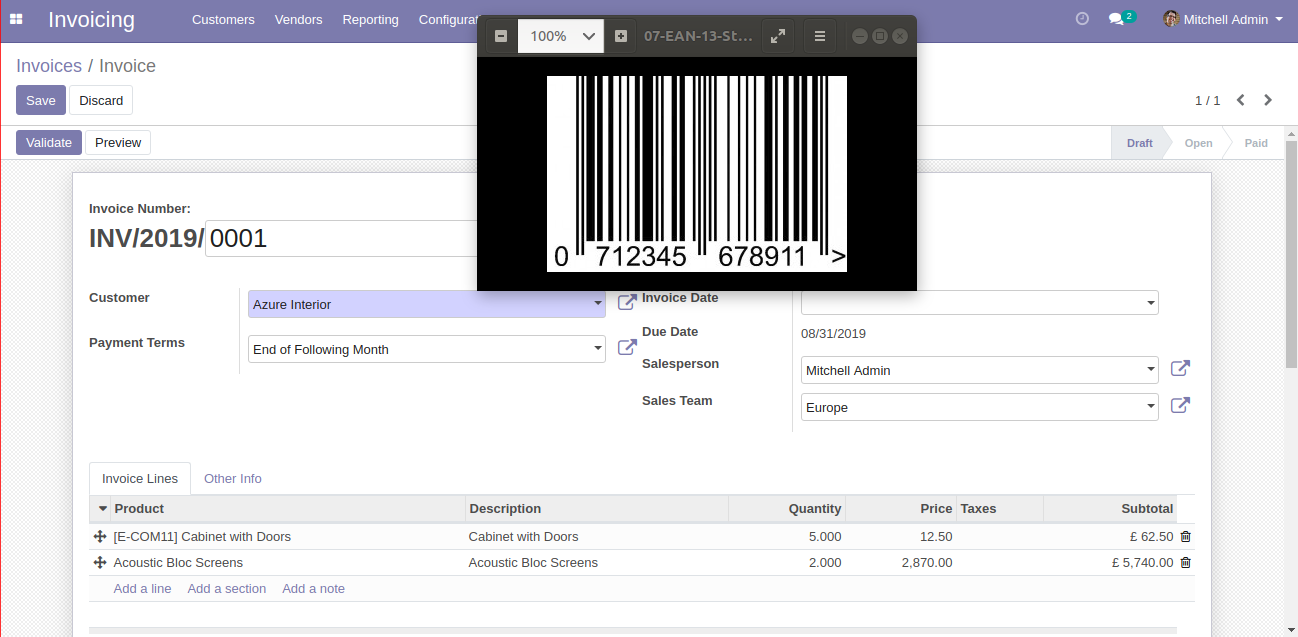 Invoicing Customers Vendors Reporting Configura 2 Mitchell Admin
100% 07-EAN-13-St...
Invoices / Invoice
Save Discard 1 / 1
Validate Preview Draft Open Paid
0 712345 678911 >
Invoice Number:
INV/2019/ 0001
Customer Azure Interior Invoice Date
Due Date 08/31/2019
Payment Terms End of Following Month
Salesperson Mitchell Admin
Sales Team Europe
Invoice Lines Other Info
Product Description Quantity Price Taxes Subtotal
[E-COM11] Cabinet with Doors Cabinet with Doors 5.000 12.50 £ 62.50
Acoustic Bloc Screens Acoustic Bloc Screens 2.000 2,870.00 £ 5,740.00
Add a line Add a section Add a note